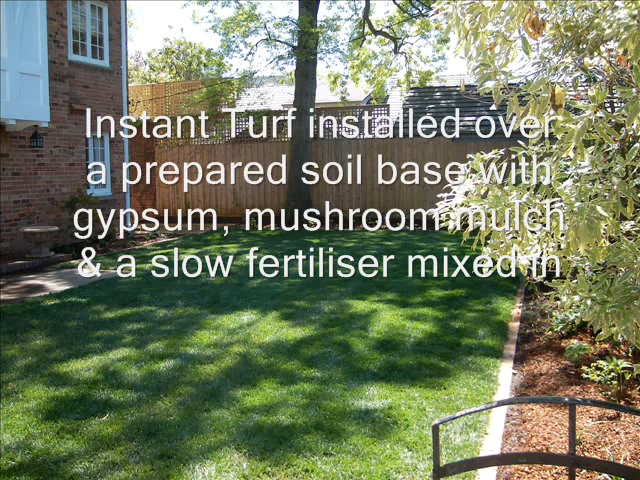 Instant Turf installed over
a prepared soil base with
gypsum, mushroom mulch
& a slow fertiliser mixed in